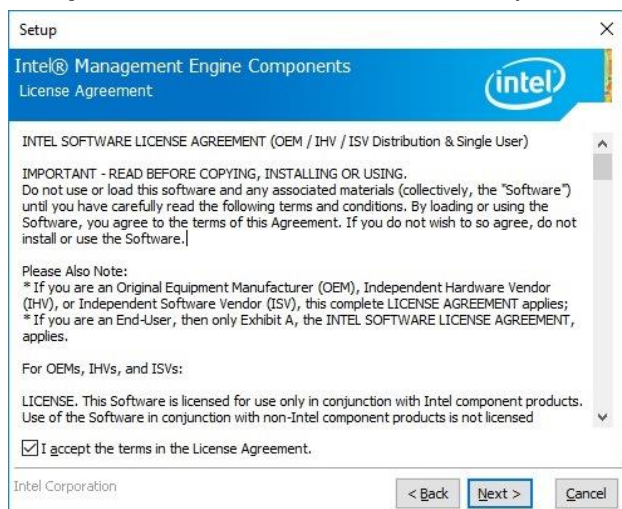 Setup
Intel® Management Engine Components
License Agreement
intel
INTEL SOFTWARE LICENSE AGREEMENT (OEM / IHV / ISV Distribution & Single User)
IMPORTANT - READ BEFORE COPYING, INSTALLING OR USING.
Do not use or load this software and any associated materials (collectively, the "Software")
until you have carefully read the following terms and conditions. By loading or using the
Software, you agree to the terms of this Agreement. If you do not wish to so agree, do not
install or use the Software.
Please Also Note:
* If you are an Original Equipment Manufacturer (OEM), Independent Hardware Vendor
(IHV), or Independent Software Vendor (ISV), this complete LICENSE AGREEMENT applies;
* If you are an End-User, then only Exhibit A, the INTEL SOFTWARE LICENSE AGREEMENT,
applies.
For OEMs, IHVs, and ISVs:
LICENSE. This Software is licensed for use only in conjunction with Intel component products.
Use of the Software in conjunction with non-Intel component products is not licensed
I accept the terms in the License Agreement.
Intel Corporation
< Back Next > Cancel